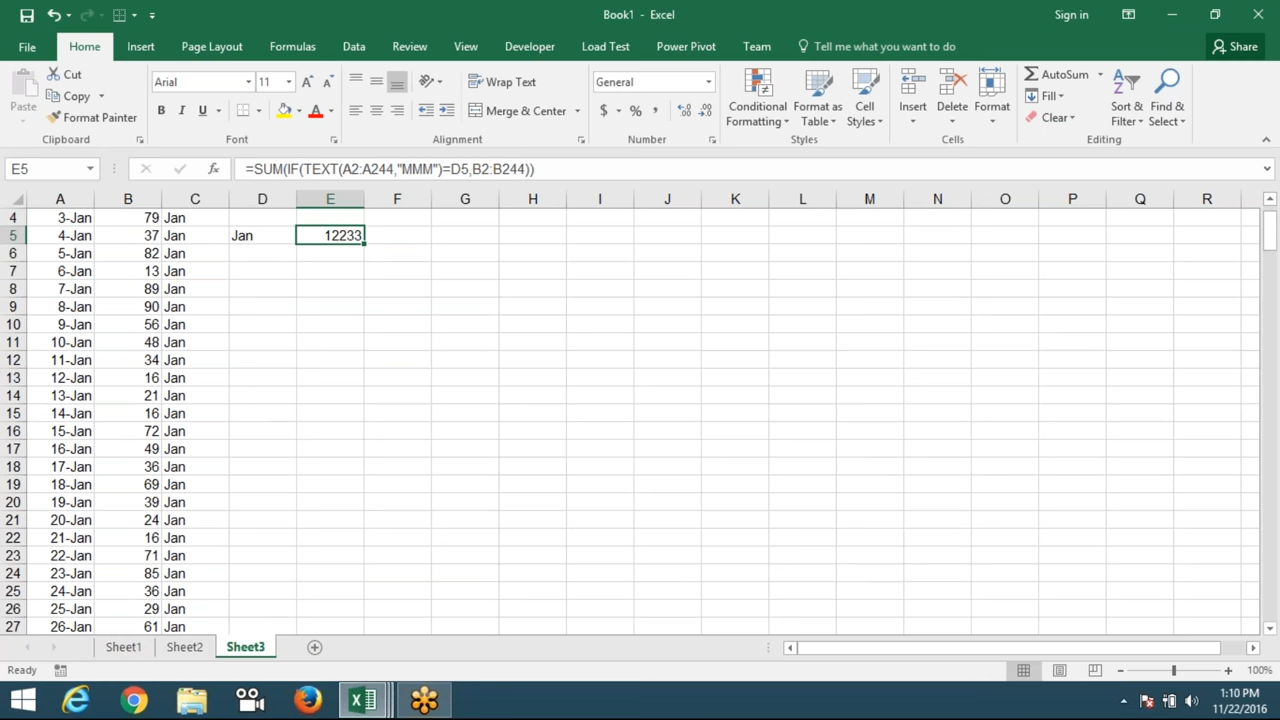 Book1 - Excel
Sign in
File Home Insert Page Layout Formulas Data Review View Developer Load Test Power Pivot Team Tell me what you want to do Share
Paste
Cut
Copy
Format Painter
Clipboard
Arial 11
B I U
Font
Wrap Text
Merge & Center
Alignment
General
$ % ,
Number
Conditional Formatting
Format as Table
Cell Styles
Styles
Insert
Delete
Format
Cells
AutoSum
Fill
Clear
Sort & Filter
Find & Select
Editing
E5 fx =SUM(IF(TEXT(A2:A244,"MMM")=D5,B2:B244))
A B C D E F G H I J K L M N O P Q R
4 3-Jan 79 Jan
5 4-Jan 37 Jan Jan 12233
6 5-Jan 82 Jan
7 6-Jan 13 Jan
8 7-Jan 89 Jan
9 8-Jan 90 Jan
10 9-Jan 56 Jan
11 10-Jan 48 Jan
12 11-Jan 34 Jan
13 12-Jan 16 Jan
14 13-Jan 21 Jan
15 14-Jan 16 Jan
16 15-Jan 72 Jan
17 16-Jan 49 Jan
18 17-Jan 36 Jan
19 18-Jan 69 Jan
20 19-Jan 39 Jan
21 20-Jan 24 Jan
22 21-Jan 16 Jan
23 22-Jan 71 Jan
24 23-Jan 85 Jan
25 24-Jan 36 Jan
26 25-Jan 29 Jan
27 26-Jan 61 Jan
Sheet1 Sheet2 Sheet3
Ready 100%
1:10 PM
11/22/2016